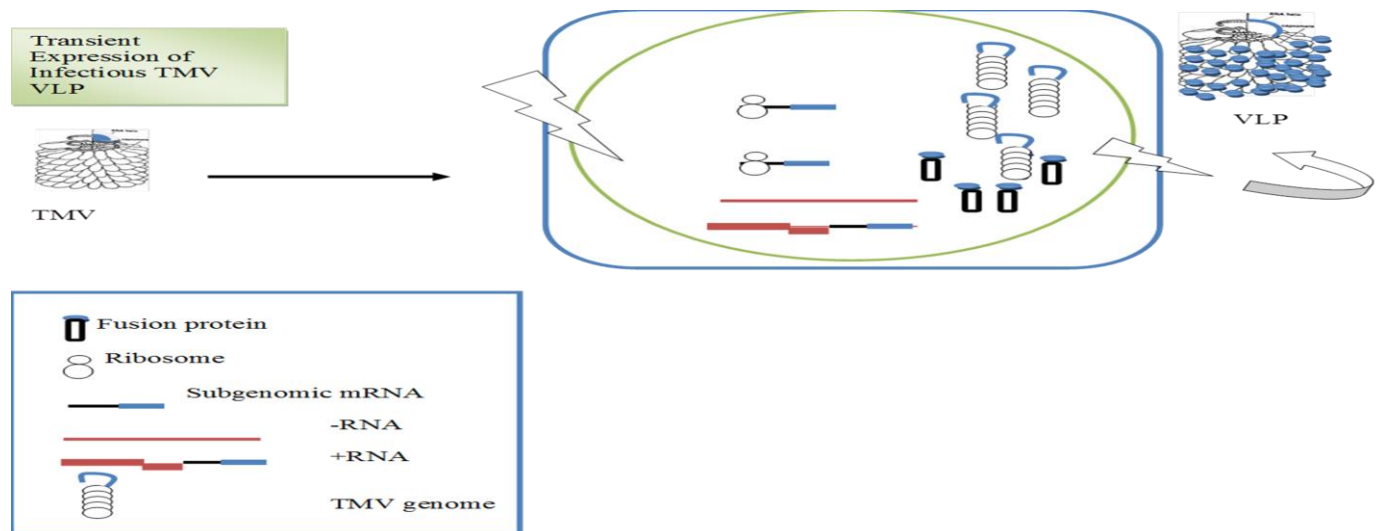 Transient
Expression of
Infectious TMV
VLP
TMV
VLP
Fusion protein
Ribosome
Subgenomic mRNA
-RNA
+RNA
TMV genome